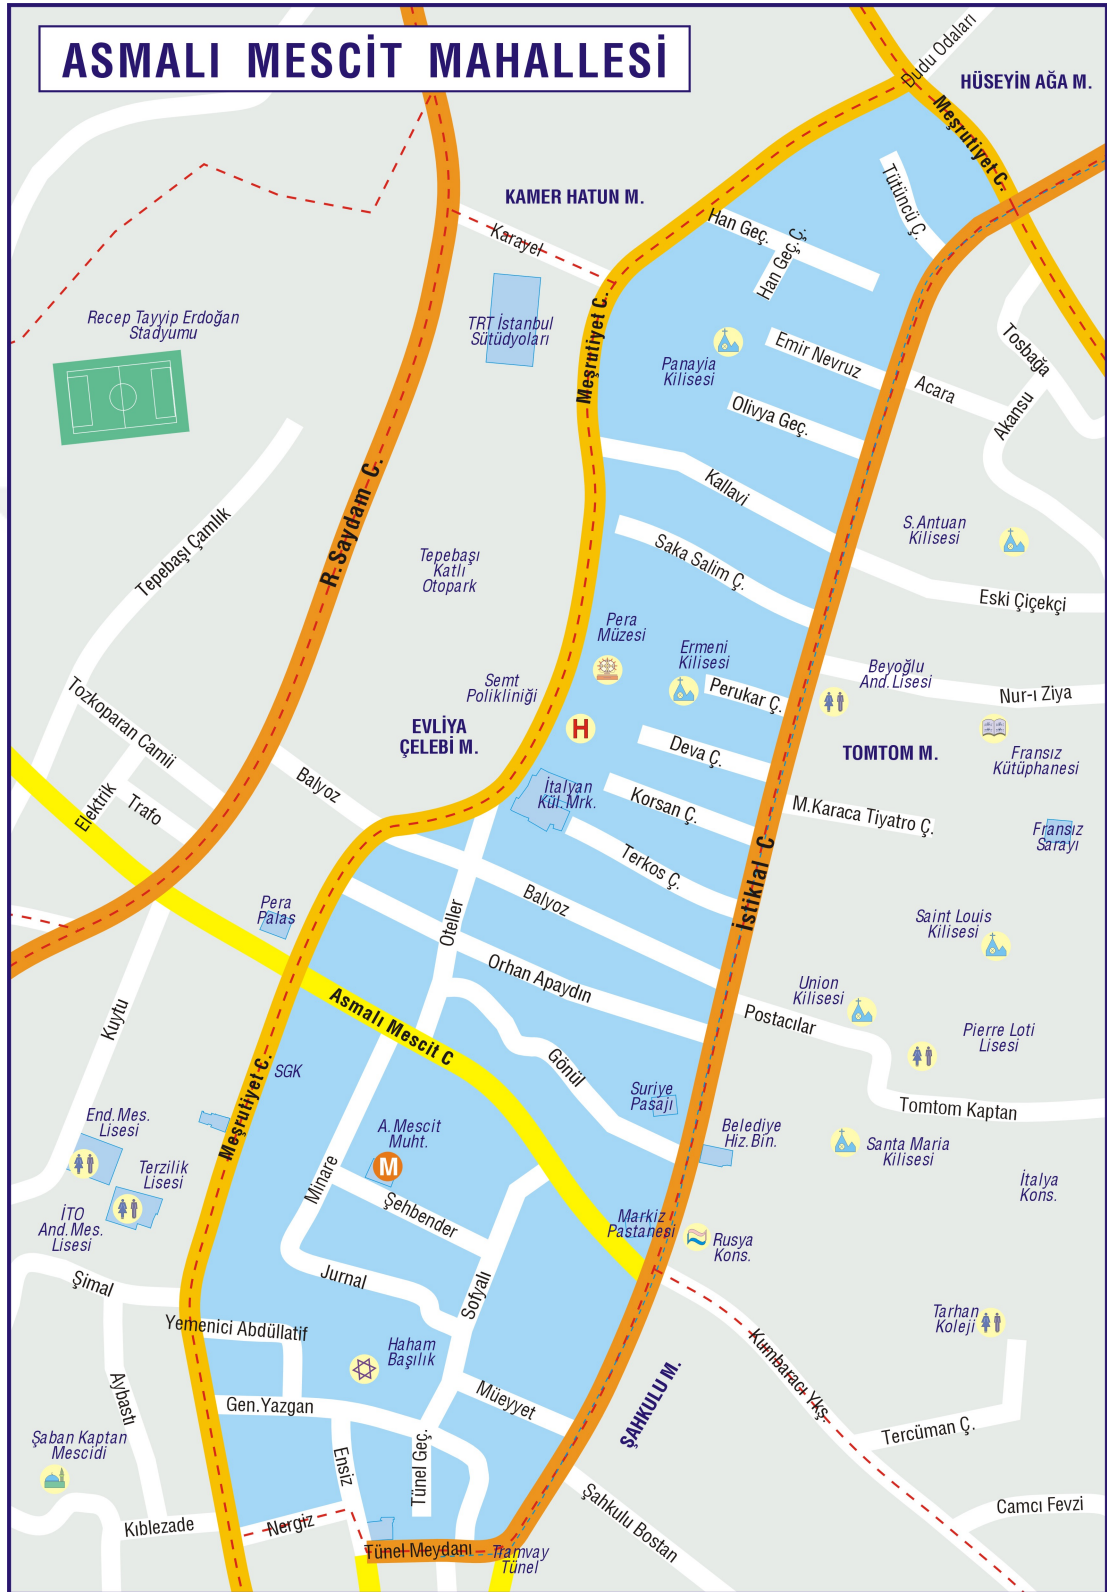 ASMALI MESCİT MAHALLESİ
Dudu Odaları
HÜSEYİN AĞA M.
Meşrutiyet C.
KAMER HATUN M.
Tütüncü Ç.
Han Geç.
Han Geç. Ç.
Karayel
Recep Tayyip Erdoğan
Stadyumu
TRT İstanbul
Sütüdyoları
Meşrutiyet C.
Panayia
Kilisesi
Emir Nevruz
Acara
Tosbağa
Akansu
Olivya Geç.
Kallavi
R.Saydam C.
Tepebaşı Çamlık
S.Antuan
Kilisesi
Tepebaşı
Katlı
Otopark
Saka Salim Ç.
Eski Çiçekçi
Pera
Müzesi
Ermeni
Kilisesi
Beyoğlu
And.Lisesi
Nur-ı Ziya
Semt
Polikliniği
Perukar Ç.
EVLİYA
ÇELEBİ M.
H
Tozkoparan Camii
Deva Ç.
TOMTOM M.
Fransız
Kütüphanesi
Balyoz
İtalyan
Kül.Mrk.
Korsan Ç.
M.Karaca Tiyatro Ç.
Elektrik
Trafo
Fransız
Sarayı
İstiklal C
Terkos Ç.
Balyoz
Pera
Palas
Oteller
Saint Louis
Kilisesi
Orhan Apaydın
Union
Kilisesi
Postacılar
Asmalı Mescit C
Kuytu
Pierre Loti
Lisesi
Gönül
SGK
Meşrutiyet C.
Suriye
Pasajı
Tomtom Kaptan
End.Mes.
Lisesi
A.Mescit
Muht.
M
Belediye
Hiz.Bin.
Santa Maria
Kilisesi
Terzilik
Lisesi
Minare
İtalya
Kons.
Şehbender
İTO
And.Mes.
Lisesi
Markiz
Pastanesi
Rusya
Kons.
Şimal
Jurnal
Sofyalı
Tarhan
Koleji
Yemenici Abdüllatif
Haham
Başılık
Kumbaracı Ykş.
Aybastı
Müeyyet
ŞAHKULU M.
Gen.Yazgan
Tercüman Ç.
Şaban Kaptan
Mescidi
Ensiz
Tünel Geç.
Şahkulu Bostan
Camcı Fevzi
Kıblezade
Nergiz
Tünel Meydanı
Tramvay
Tünel